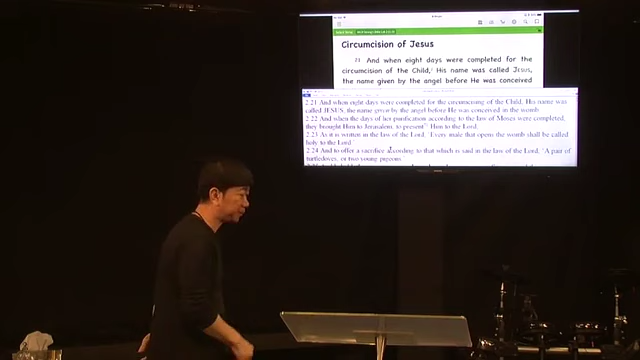 Circumcision of Jesus
21 And when eight days were completed for the
circumcision of the Child, His name was called Jesus,
the name given by the angel before He was conceived
2.21 And when eight days were completed for the circumcising of the Child, His name was
called JESUS, the name given by the angel before He was conceived in the womb.
2.22 And when the days of her purification according to the law of Moses were completed,
they brought Him to Jerusalem, to present Him to the Lord.
2.23 As it is written in the law of the Lord, 'Every male that opens the womb shall be called
holy to the Lord.'
2.24 And to offer a sacrifice according to that which is said in the law of the Lord, 'A pair of
turtledoves, or two young pigeons.'